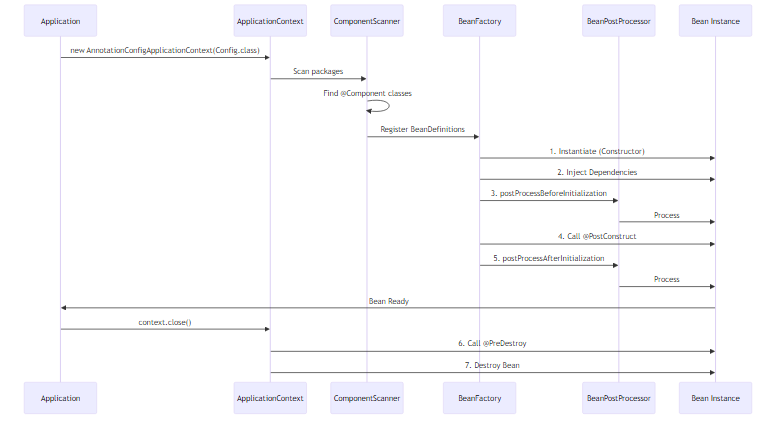 Application ApplicationContext ComponentScanner BeanFactory BeanPostProcessor Bean Instance
new AnnotationConfigApplicationContext(Config.class)
Scan packages
Find @Component classes
Register BeanDefinitions
1. Instantiate (Constructor)
2. Inject Dependencies
3. postProcessBeforeInitialization
Process
4. Call @PostConstruct
5. postProcessAfterInitialization
Process
Bean Ready
context.close()
6. Call @PreDestroy
7. Destroy Bean
Application ApplicationContext ComponentScanner BeanFactory BeanPostProcessor Bean Instance